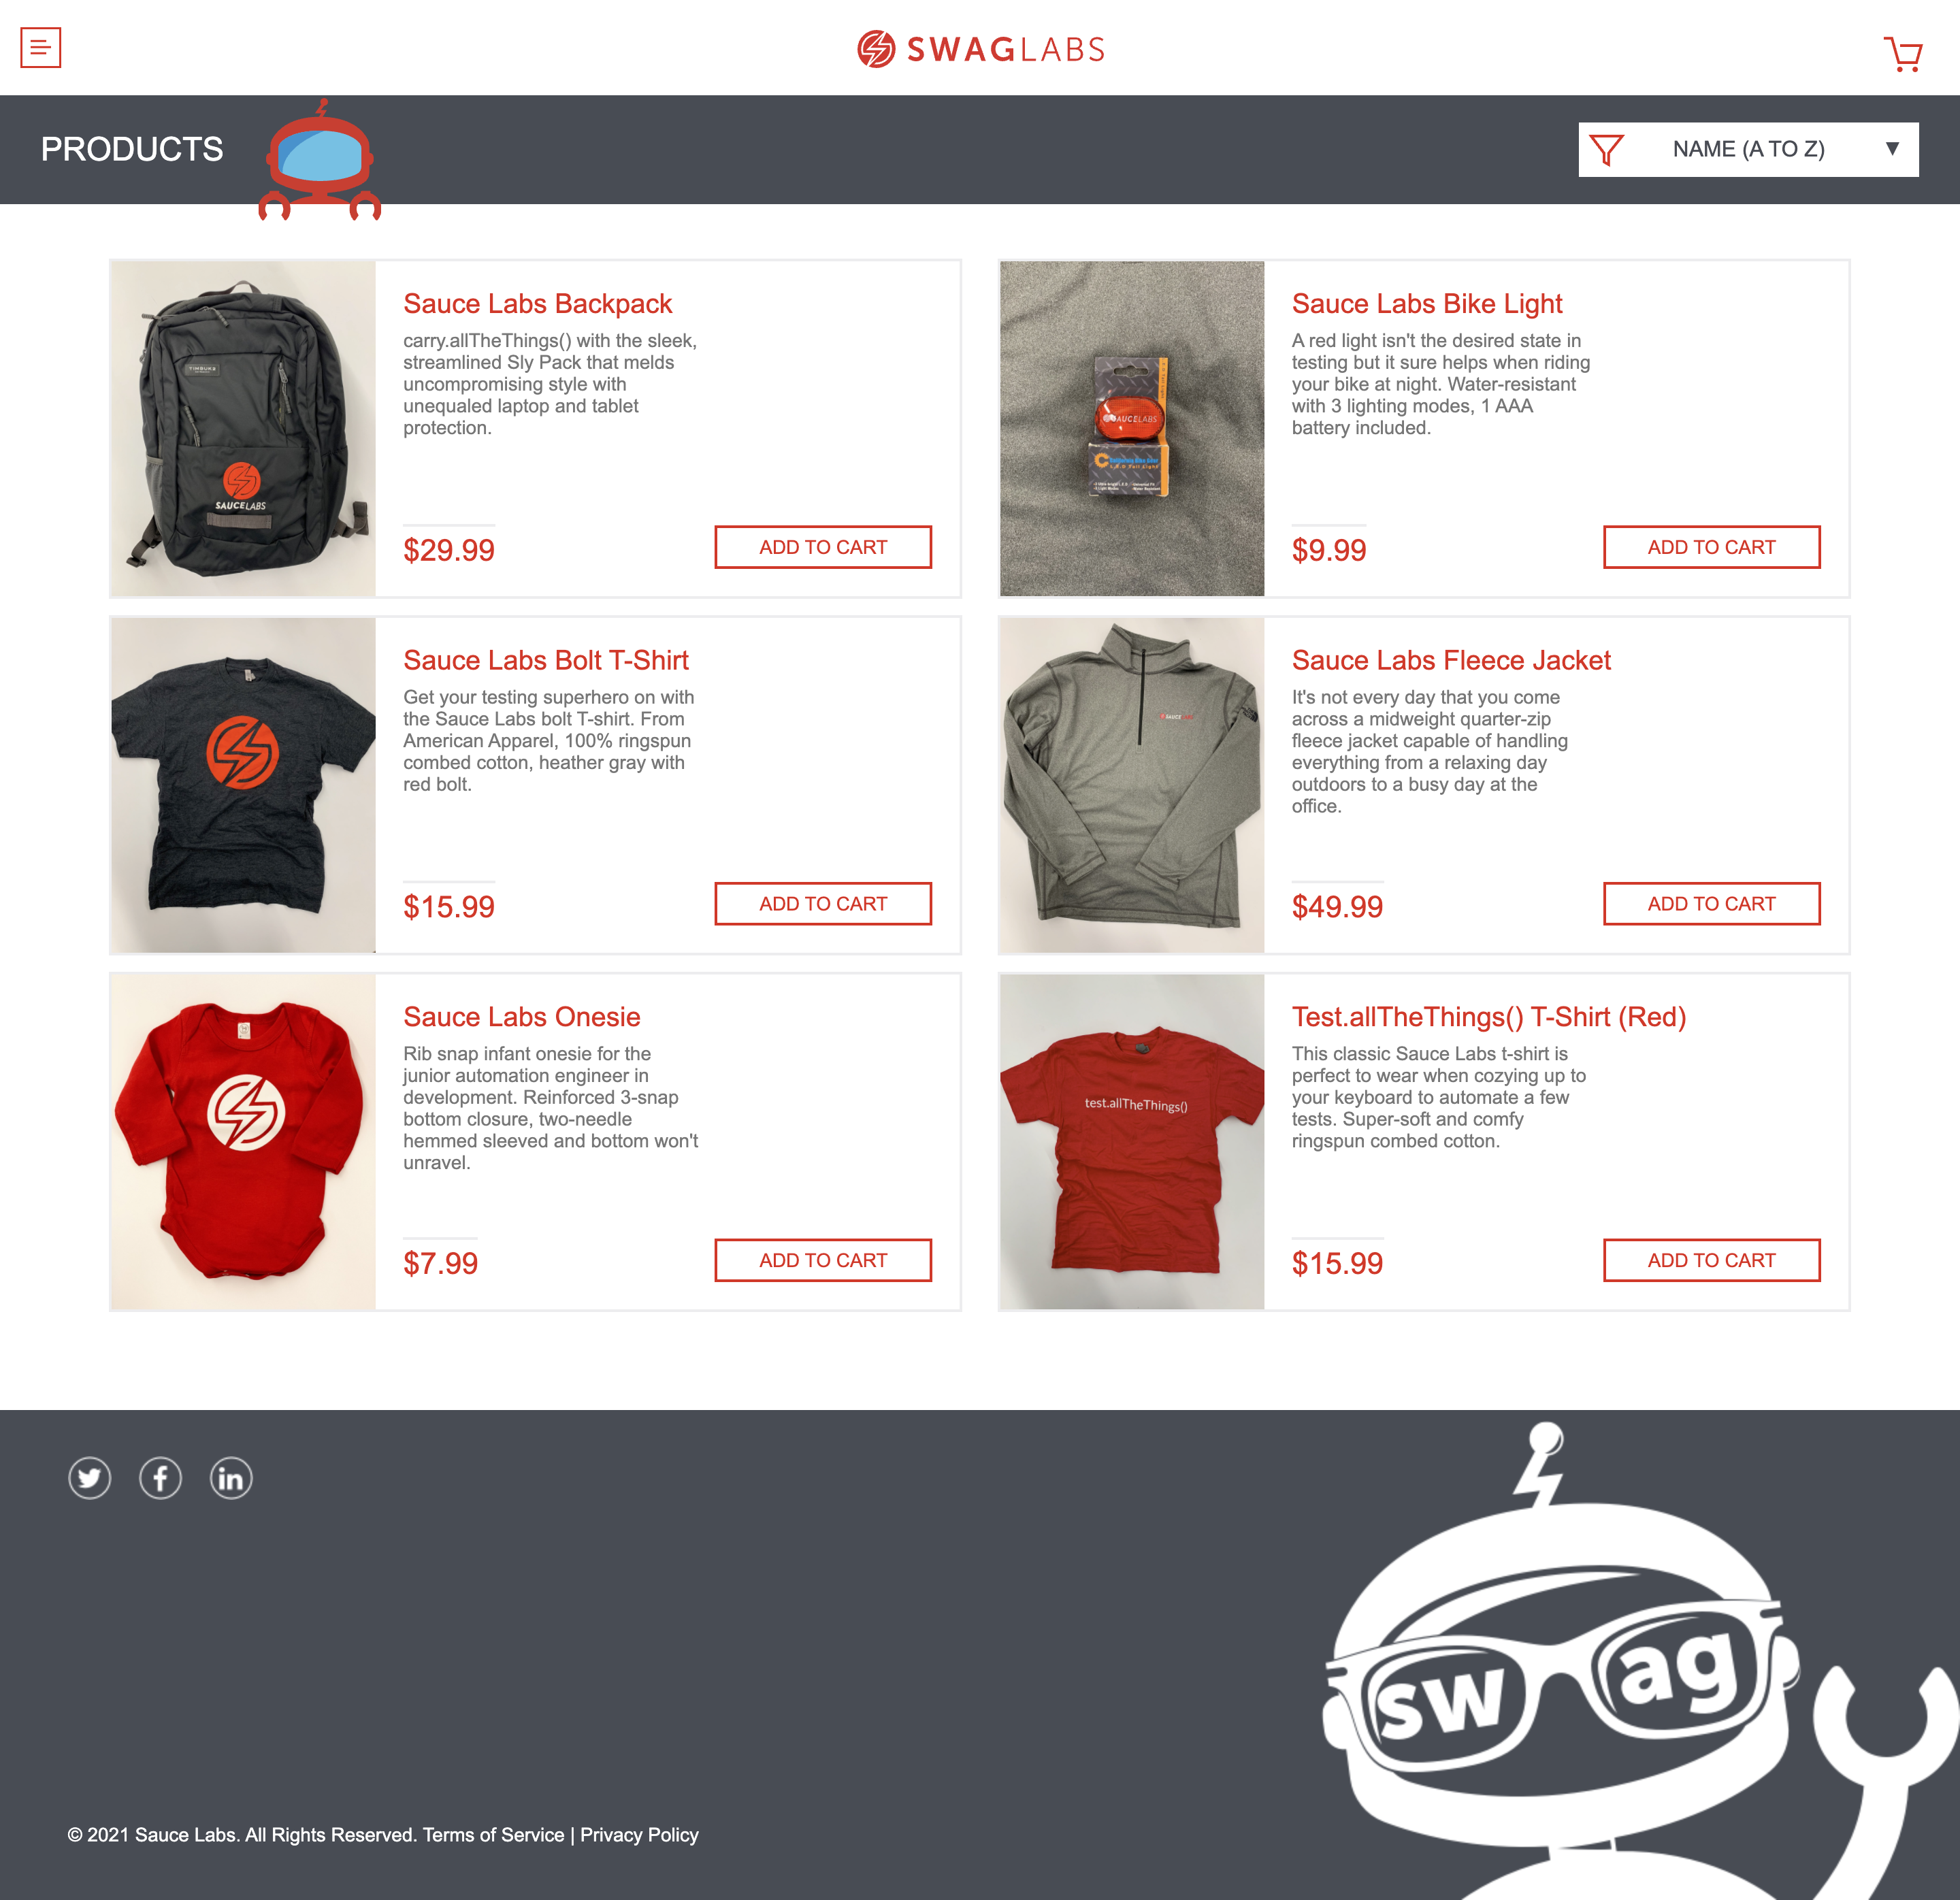 SWAGLABS
PRODUCTS
NAME (A TO Z) ▼
Sauce Labs Backpack
carry.allTheThings() with the sleek,
streamlined Sly Pack that melds
uncompromising style with
unequaled laptop and tablet
protection.
$29.99
ADD TO CART
TIMBUK2
SAUCELABS
Sauce Labs Bike Light
A red light isn't the desired state in
testing but it sure helps when riding
your bike at night. Water-resistant
with 3 lighting modes, 1 AAA
battery included.
$9.99
ADD TO CART
SAUCELABS
Sauce Labs Bolt T-Shirt
Get your testing superhero on with
the Sauce Labs bolt T-shirt. From
American Apparel, 100% ringspun
combed cotton, heather gray with
red bolt.
$15.99
ADD TO CART
Sauce Labs Fleece Jacket
It's not every day that you come
across a midweight quarter-zip
fleece jacket capable of handling
everything from a relaxing day
outdoors to a busy day at the
office.
$49.99
ADD TO CART
SAUCELABS
Sauce Labs Onesie
Rib snap infant onesie for the
junior automation engineer in
development. Reinforced 3-snap
bottom closure, two-needle
hemmed sleeved and bottom won't
unravel.
$7.99
ADD TO CART
Test.allTheThings() T-Shirt (Red)
This classic Sauce Labs t-shirt is
perfect to wear when cozying up to
your keyboard to automate a few
tests. Super-soft and comfy
ringspun combed cotton.
$15.99
ADD TO CART
test.allTheThings()
f
in
swag
© 2021 Sauce Labs. All Rights Reserved. Terms of Service | Privacy Policy